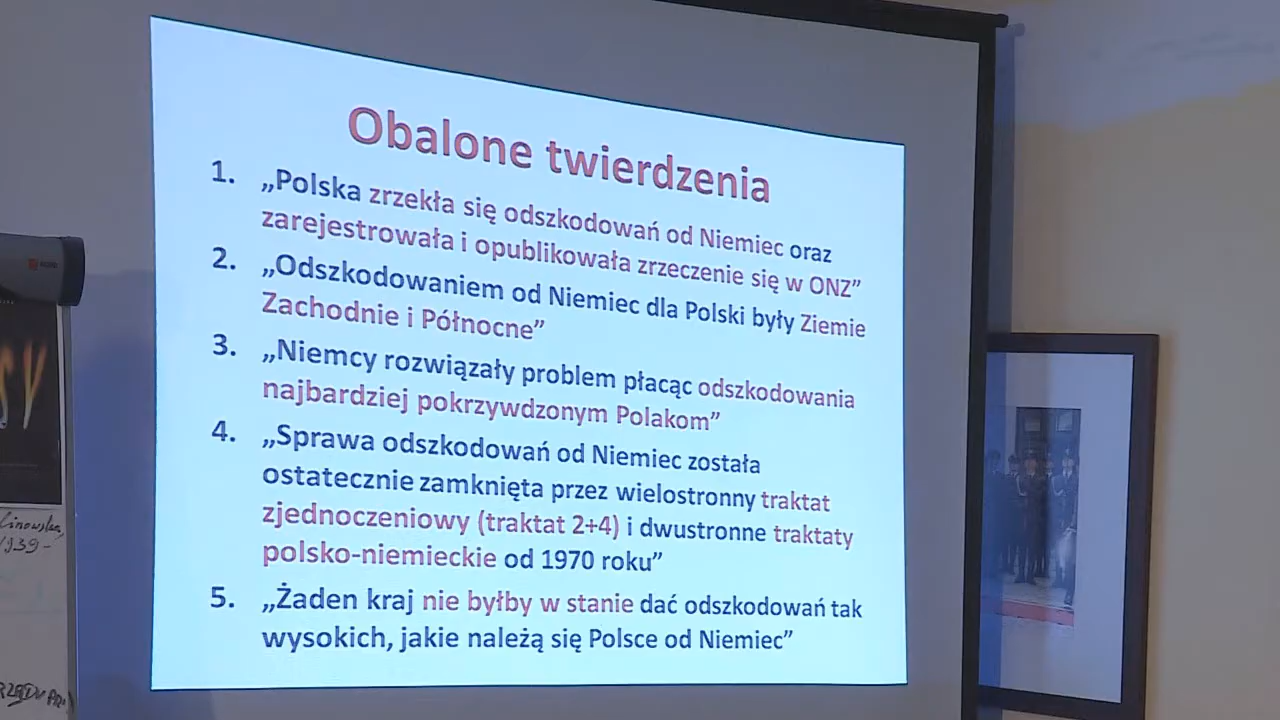 Obalone twierdzenia
1. „Polska zrzekła się odszkodowań od Niemiec oraz
zarejestrowała i opublikowała zrzeczenie się w ONZ”
2. „Odszkodowaniem od Niemiec dla Polski były Ziemie
Zachodnie i Północne”
3. „Niemcy rozwiązały problem płacąc odszkodowania
najbardziej pokrzywdzonym Polakom”
4. „Sprawa odszkodowań od Niemiec została
ostatecznie zamknięta przez wielostronny traktat
zjednoczeniowy (traktat 2+4) i dwustronne traktaty
polsko-niemieckie od 1970 roku”
5. „Żaden kraj nie byłby w stanie dać odszkodowań tak
wysokich, jakie należą się Polsce od Niemiec”
SY
1939-